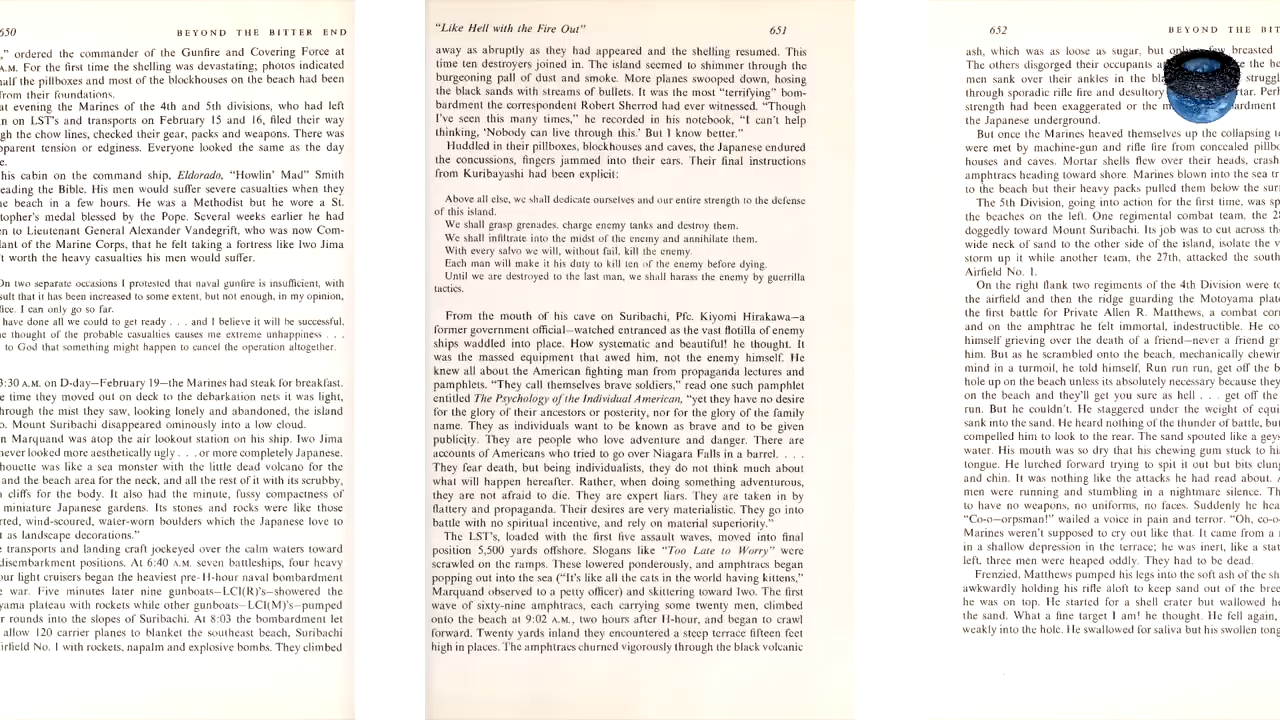 650 BEYOND THE BITTER END
," ordered the commander of the Gunfire and Covering Force at
A.M. For the first time the shelling was devastating; photos indicated
half the pillboxes and most of the blockhouses on the beach had been
from their foundations.
at evening the Marines of the 4th and 5th divisions, who had left
n on LST's and transports on February 15 and 16, filed their way
gh the chow lines, checked their gear, packs and weapons. There was
pparent tension or edginess. Everyone looked the same as the day
e.
his cabin on the command ship, Eldorado, "Howlin' Mad" Smith
eading the Bible. His men would suffer severe casualties when they
he beach in a few hours. He was a Methodist but he wore a St.
topher's medal blessed by the Pope. Several weeks earlier he had
en to Lieutenant General Alexander Vandegrift, who was now Com-
lant of the Marine Corps, that he felt taking a fortress like Iwo Jima
't worth the heavy casualties his men would suffer.
On two separate occasions I protested that naval gunfire is insufficient, with
sult that it has been increased to some extent, but not enough, in my opinion,
fice. I can only go so far.
have done all we could to get ready . . . and I believe it will be successful,
he thought of the probable casualties causes me extreme unhappiness . . .
to God that something might happen to cancel the operation altogether.
3:30 A.M. on D-day—February 19—the Marines had steak for breakfast.
e time they moved out on deck to the debarkation nets it was light,
hrough the mist they saw, looking lonely and abandoned, the island
o. Mount Suribachi disappeared ominously into a low cloud.
n Marquand was atop the air lookout station on his ship. Iwo Jima
never looked more aesthetically ugly . . . or more completely Japanese.
houette was like a sea monster with the little dead volcano for the
and the beach area for the neck, and all the rest of it with its scrubby,
cliffs for the body. It also had the minute, fussy compactness of
miniature Japanese gardens. Its stones and rocks were like those
rted, wind-scoured, water-worn boulders which the Japanese love to
t as landscape decorations."
e transports and landing craft jockeyed over the calm waters toward
disembarkment positions. At 6:40 A.M. seven battleships, four heavy
our light cruisers began the heaviest pre-H-hour naval bombardment
e war. Five minutes later nine gunboats—LCI(R)'s—showered the
yama plateau with rockets while other gunboats—LCI(M)'s—pumped
r rounds into the slopes of Suribachi. At 8:03 the bombardment let
allow 120 carrier planes to blanket the southeast beach, Suribachi
irfield No. 1 with rockets, napalm and explosive bombs. They climbed
"Like Hell with the Fire Out" 651
away as abruptly as they had appeared and the shelling resumed. This
time ten destroyers joined in. The island seemed to shimmer through the
burgeoning pall of dust and smoke. More planes swooped down, hosing
the black sands with streams of bullets. It was the most "terrifying" bom-
bardment the correspondent Robert Sherrod had ever witnessed. "Though
I've seen this many times," he recorded in his notebook, "I can't help
thinking, 'Nobody can live through this.' But I know better."
Huddled in their pillboxes, blockhouses and caves, the Japanese endured
the concussions, fingers jammed into their ears. Their final instructions
from Kuribayashi had been explicit:
Above all else, we shall dedicate ourselves and our entire strength to the defense
of this island.
We shall grasp grenades, charge enemy tanks and destroy them.
We shall infiltrate into the midst of the enemy and annihilate them.
With every salvo we will, without fail, kill the enemy.
Each man will make it his duty to kill ten of the enemy before dying.
Until we are destroyed to the last man, we shall harass the enemy by guerrilla
tactics.
From the mouth of his cave on Suribachi, Pfc. Kiyomi Hirakawa—a
former government official—watched entranced as the vast flotilla of enemy
ships waddled into place. How systematic and beautiful! he thought. It
was the massed equipment that awed him, not the enemy himself. He
knew all about the American fighting man from propaganda lectures and
pamphlets. "They call themselves brave soldiers," read one such pamphlet
entitled The Psychology of the Individual American, "yet they have no desire
for the glory of their ancestors or posterity, nor for the glory of the family
name. They as individuals want to be known as brave and to be given
publicity. They are people who love adventure and danger. There are
accounts of Americans who tried to go over Niagara Falls in a barrel. . . .
They fear death, but being individualists, they do not think much about
what will happen hereafter. Rather, when doing something adventurous,
they are not afraid to die. They are expert liars. They are taken in by
flattery and propaganda. Their desires are very materialistic. They go into
battle with no spiritual incentive, and rely on material superiority."
The LST's, loaded with the first five assault waves, moved into final
position 5,500 yards offshore. Slogans like "Too Late to Worry" were
scrawled on the ramps. These lowered ponderously, and amphtracs began
popping out into the sea ("It's like all the cats in the world having kittens,"
Marquand observed to a petty officer) and skittering toward Iwo. The first
wave of sixty-nine amphtracs, each carrying some twenty men, climbed
onto the beach at 9:02 A.M., two hours after H-hour, and began to crawl
forward. Twenty yards inland they encountered a steep terrace fifteen feet
high in places. The amphtracs churned vigorously through the black volcanic
652 BEYOND THE BIT
ash, which was as loose as sugar, but only few breasted
The others disgorged their occupants a the be
men sank over their ankles in the bl struggl
through sporadic rifle fire and desultory tar. Perh
strength had been exaggerated or the ardment
the Japanese underground.
But once the Marines heaved themselves up the collapsing t
were met by machine-gun and rifle fire from concealed pillbo
houses and caves. Mortar shells flew over their heads, crash
amphtracs heading toward shore. Marines blown into the sea tr
to the beach but their heavy packs pulled them below the surf
The 5th Division, going into action for the first time, was sp
the beaches on the left. One regimental combat team, the 28
doggedly toward Mount Suribachi. Its job was to cut across the
wide neck of sand to the other side of the island, isolate the v
storm up it while another team, the 27th, attacked the south
Airfield No. 1.
On the right flank two regiments of the 4th Division were to
the airfield and then the ridge guarding the Motoyama plat
the first battle for Private Allen R. Matthews, a combat corr
and on the amphtrac he felt immortal, indestructible. He co
himself grieving over the death of a friend—never a friend gr
him. But as he scrambled onto the beach, mechanically chewin
mind in a turmoil, he told himself, Run run run, get off the b
hole up on the beach unless its absolutely necessary because they
on the beach and they'll get you sure as hell . . . get off the
run. But he couldn't. He staggered under the weight of equi
sank into the sand. He heard nothing of the thunder of battle, but
compelled him to look to the rear. The sand spouted like a geys
water. His mouth was so dry that his chewing gum stuck to his
tongue. He lurched forward trying to spit it out but bits clung
and chin. It was nothing like the attacks he had read about. A
men were running and stumbling in a nightmare silence. Th
to have no weapons, no uniforms, no faces. Suddenly he hea
"Co-o—orpsman!" wailed a voice in pain and terror. "Oh, co-o-
Marines weren't supposed to cry out like that. It came from a r
in a shallow depression in the terrace; he was inert, like a stat
left, three men were heaped oddly. They had to be dead.
Frenzied, Matthews pumped his legs into the soft ash of the sh
awkwardly holding his rifle aloft to keep sand out of the bree
he was on top. He started for a shell crater but wallowed he
the sand. What a fine target I am! he thought. He fell again,
weakly into the hole. He swallowed for saliva but his swollen tong